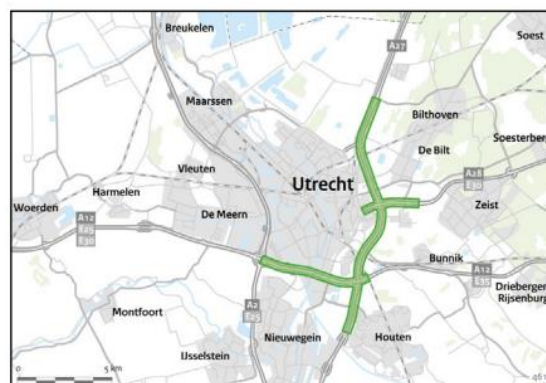 Breukelen
Soest
A27
Maarssen
Bilthoven
De Bilt
Soesterberg
Vleuten
Utrecht
A28
E30
Harmelen
Woerden
De Meern
Zeist
A12
E25
E30
Bunnik
A12
E35
Driebergen
Rijsenburg
Montfoort
A2
E25
Nieuwegein
Houten
IJsselstein
0
5 km